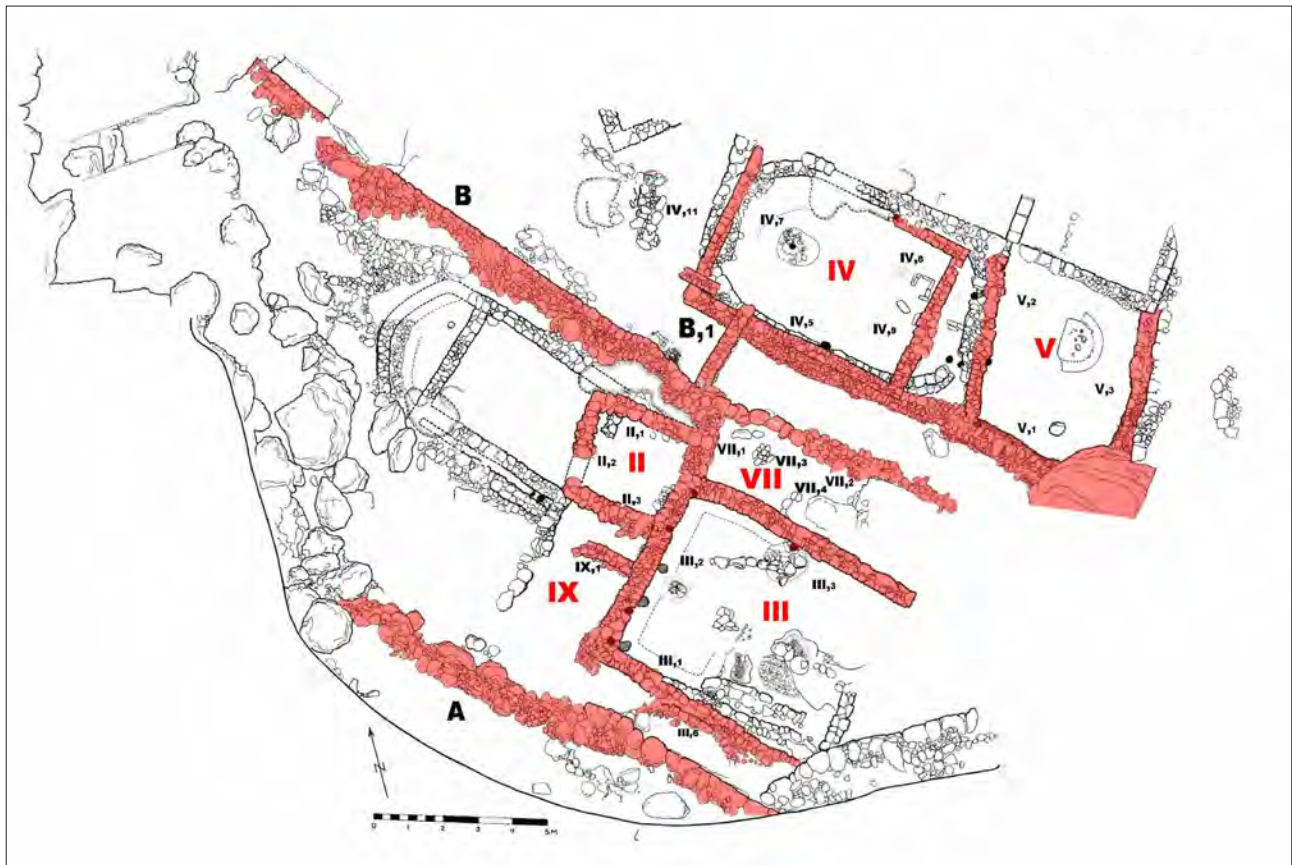 B
IV,11
IV,7
IV
IV,8
V,2
B,1
IV,5
IV,9
V
V,3
V,1
II,1
VII,1
II
II,2
VII,3
VII
VII,2
VII,4
II,3
IX,1
III,2
III,3
IX
III
III,1
A
III,6
N
0 1 2 3 4 5M